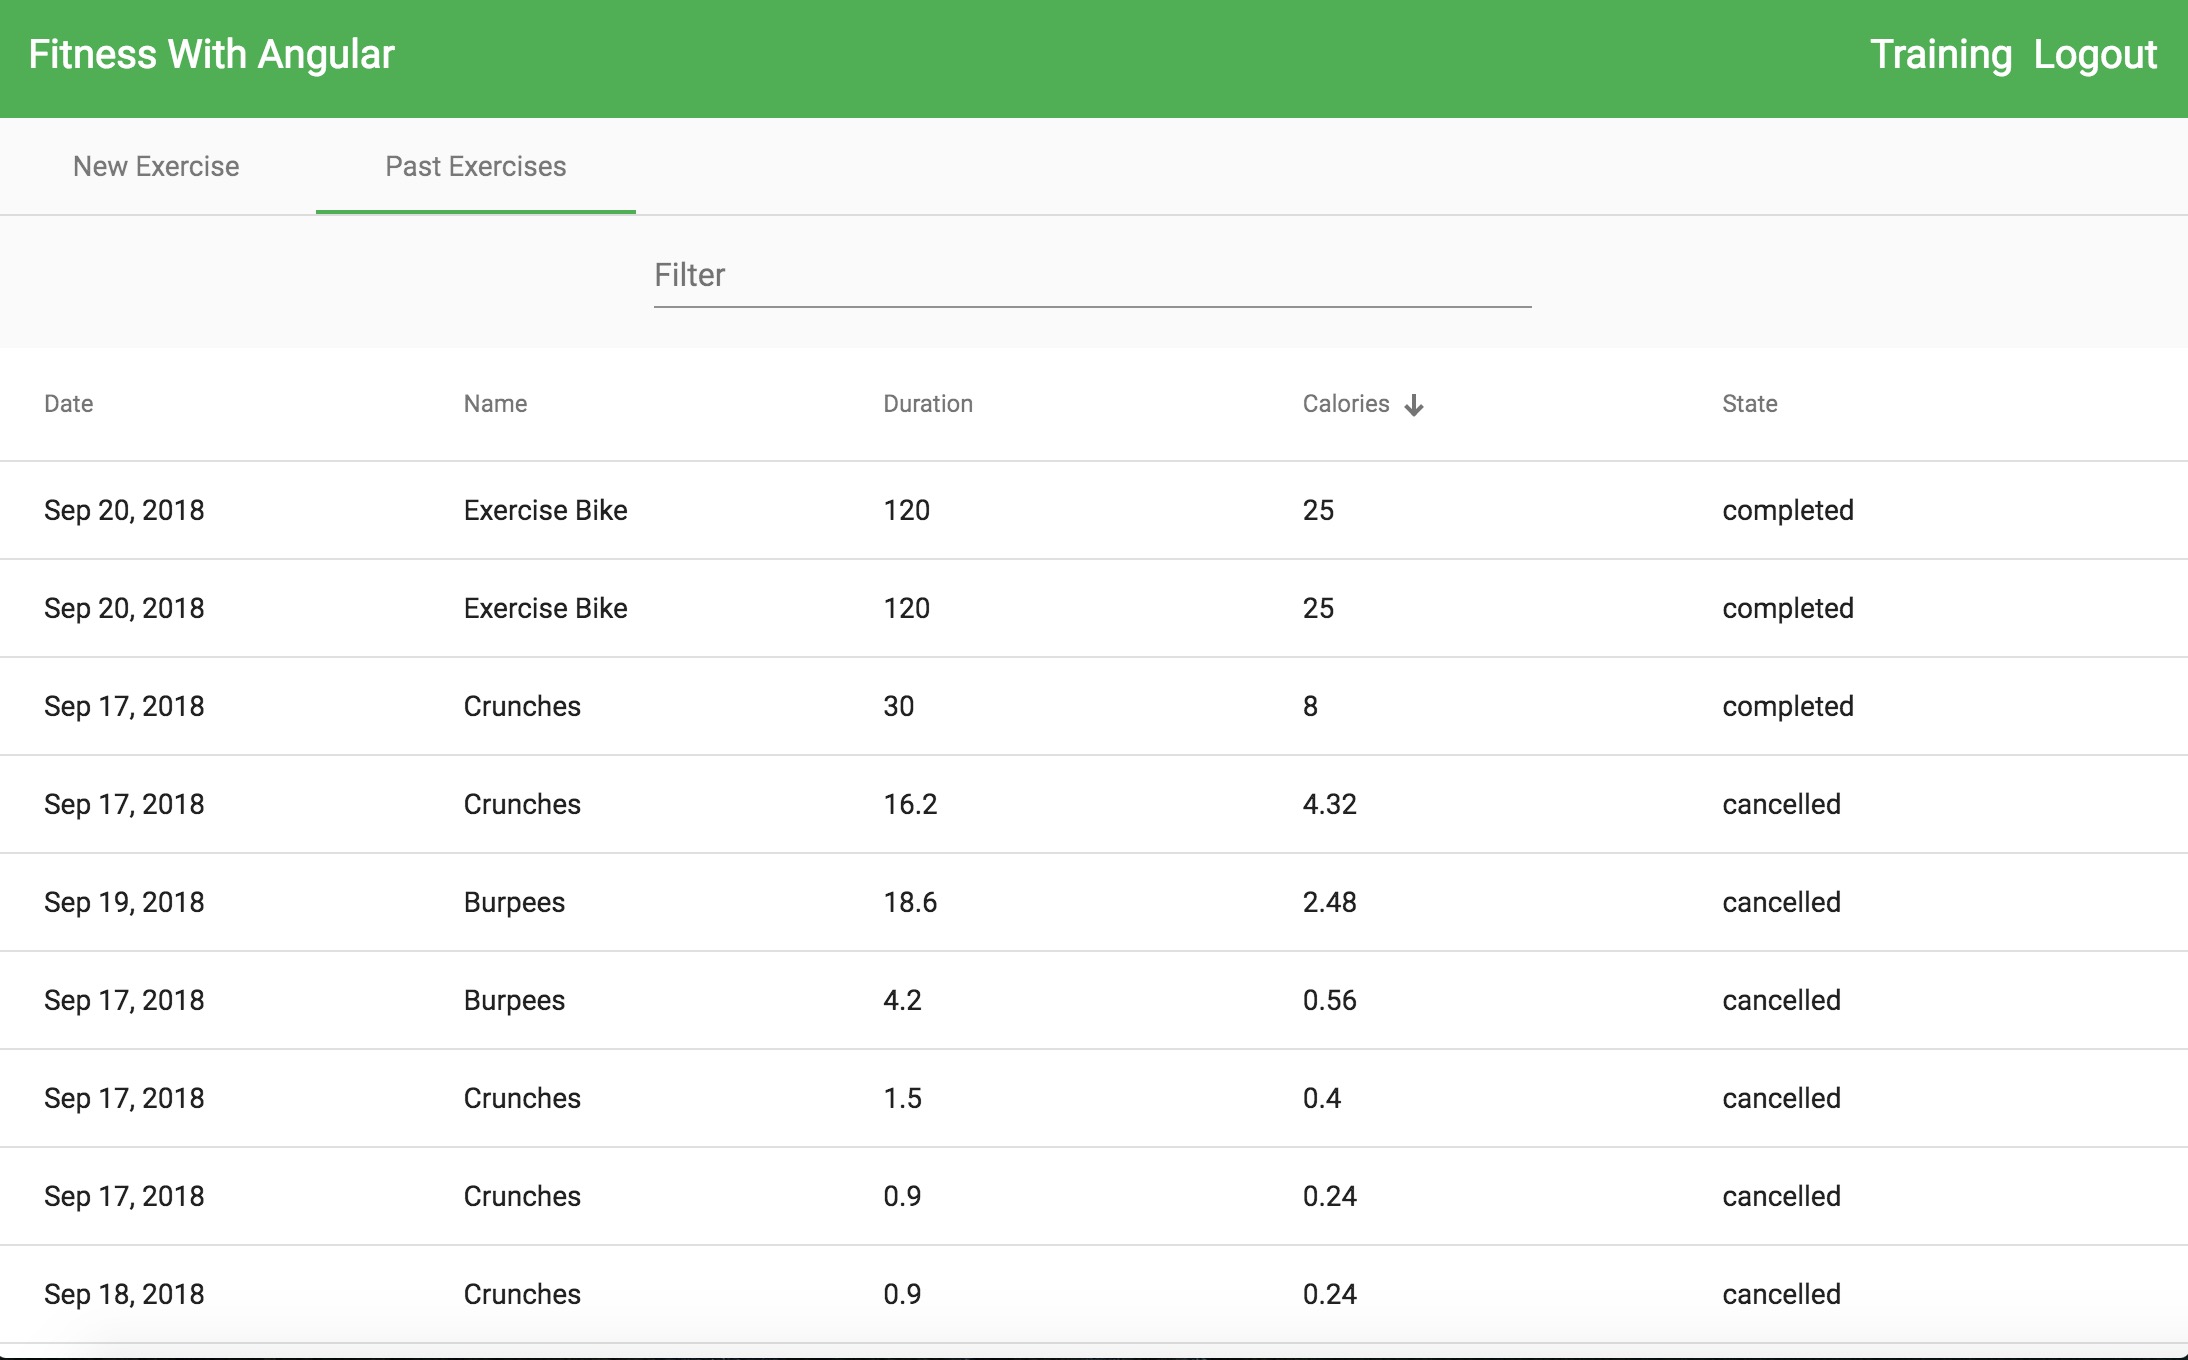 Fitness With Angular Training Logout
New Exercise Past Exercises
Filter
Date Name Duration Calories State
Sep 20, 2018 Exercise Bike 120 25 completed
Sep 20, 2018 Exercise Bike 120 25 completed
Sep 17, 2018 Crunches 30 8 completed
Sep 17, 2018 Crunches 16.2 4.32 cancelled
Sep 19, 2018 Burpees 18.6 2.48 cancelled
Sep 17, 2018 Burpees 4.2 0.56 cancelled
Sep 17, 2018 Crunches 1.5 0.4 cancelled
Sep 17, 2018 Crunches 0.9 0.24 cancelled
Sep 18, 2018 Crunches 0.9 0.24 cancelled